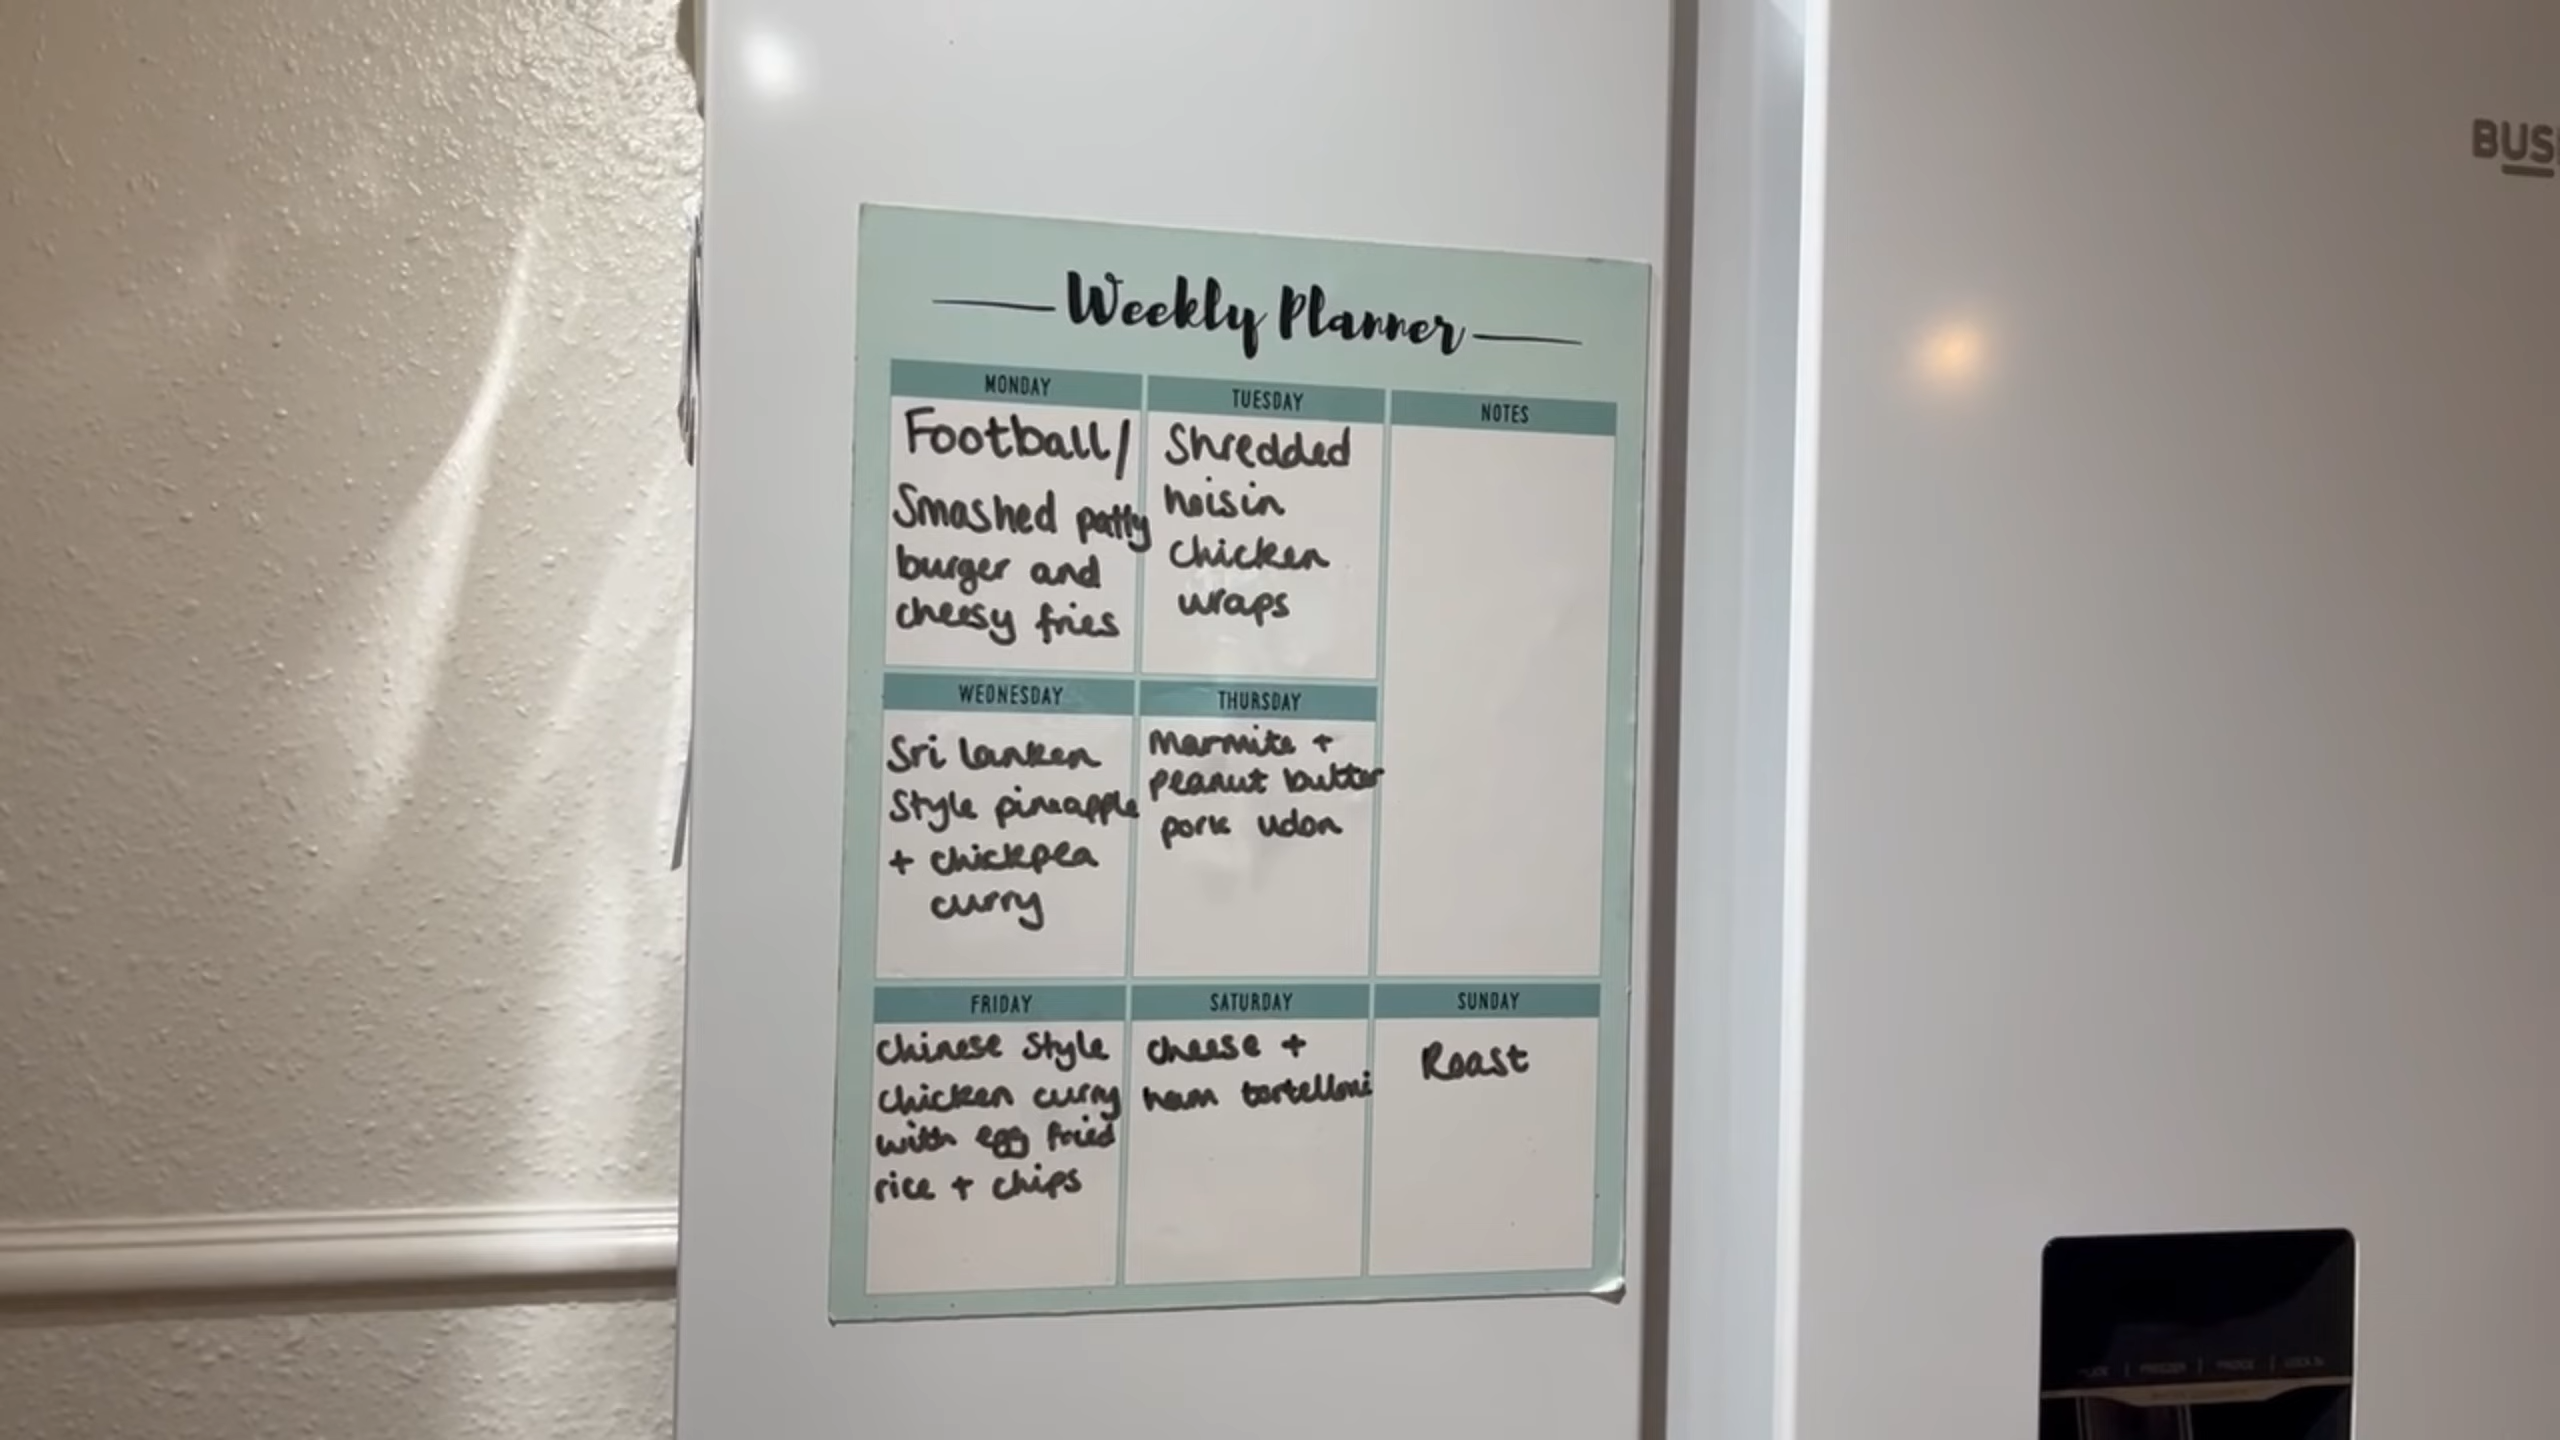 Weekly Planner
MONDAY
Football/
Smashed patty
burger and
cheesy fries
TUESDAY
Shredded
hoisin
chicken
wraps
NOTES
WEDNESDAY
Sri lanken
Style pineapple
+ chickpea
curry
THURSDAY
Marmite +
peanut butter
pork udon
FRIDAY
Chinese Style
chicken curry
with egg fried
rice + chips
SATURDAY
cheese +
ham tortelloni
SUNDAY
Roast